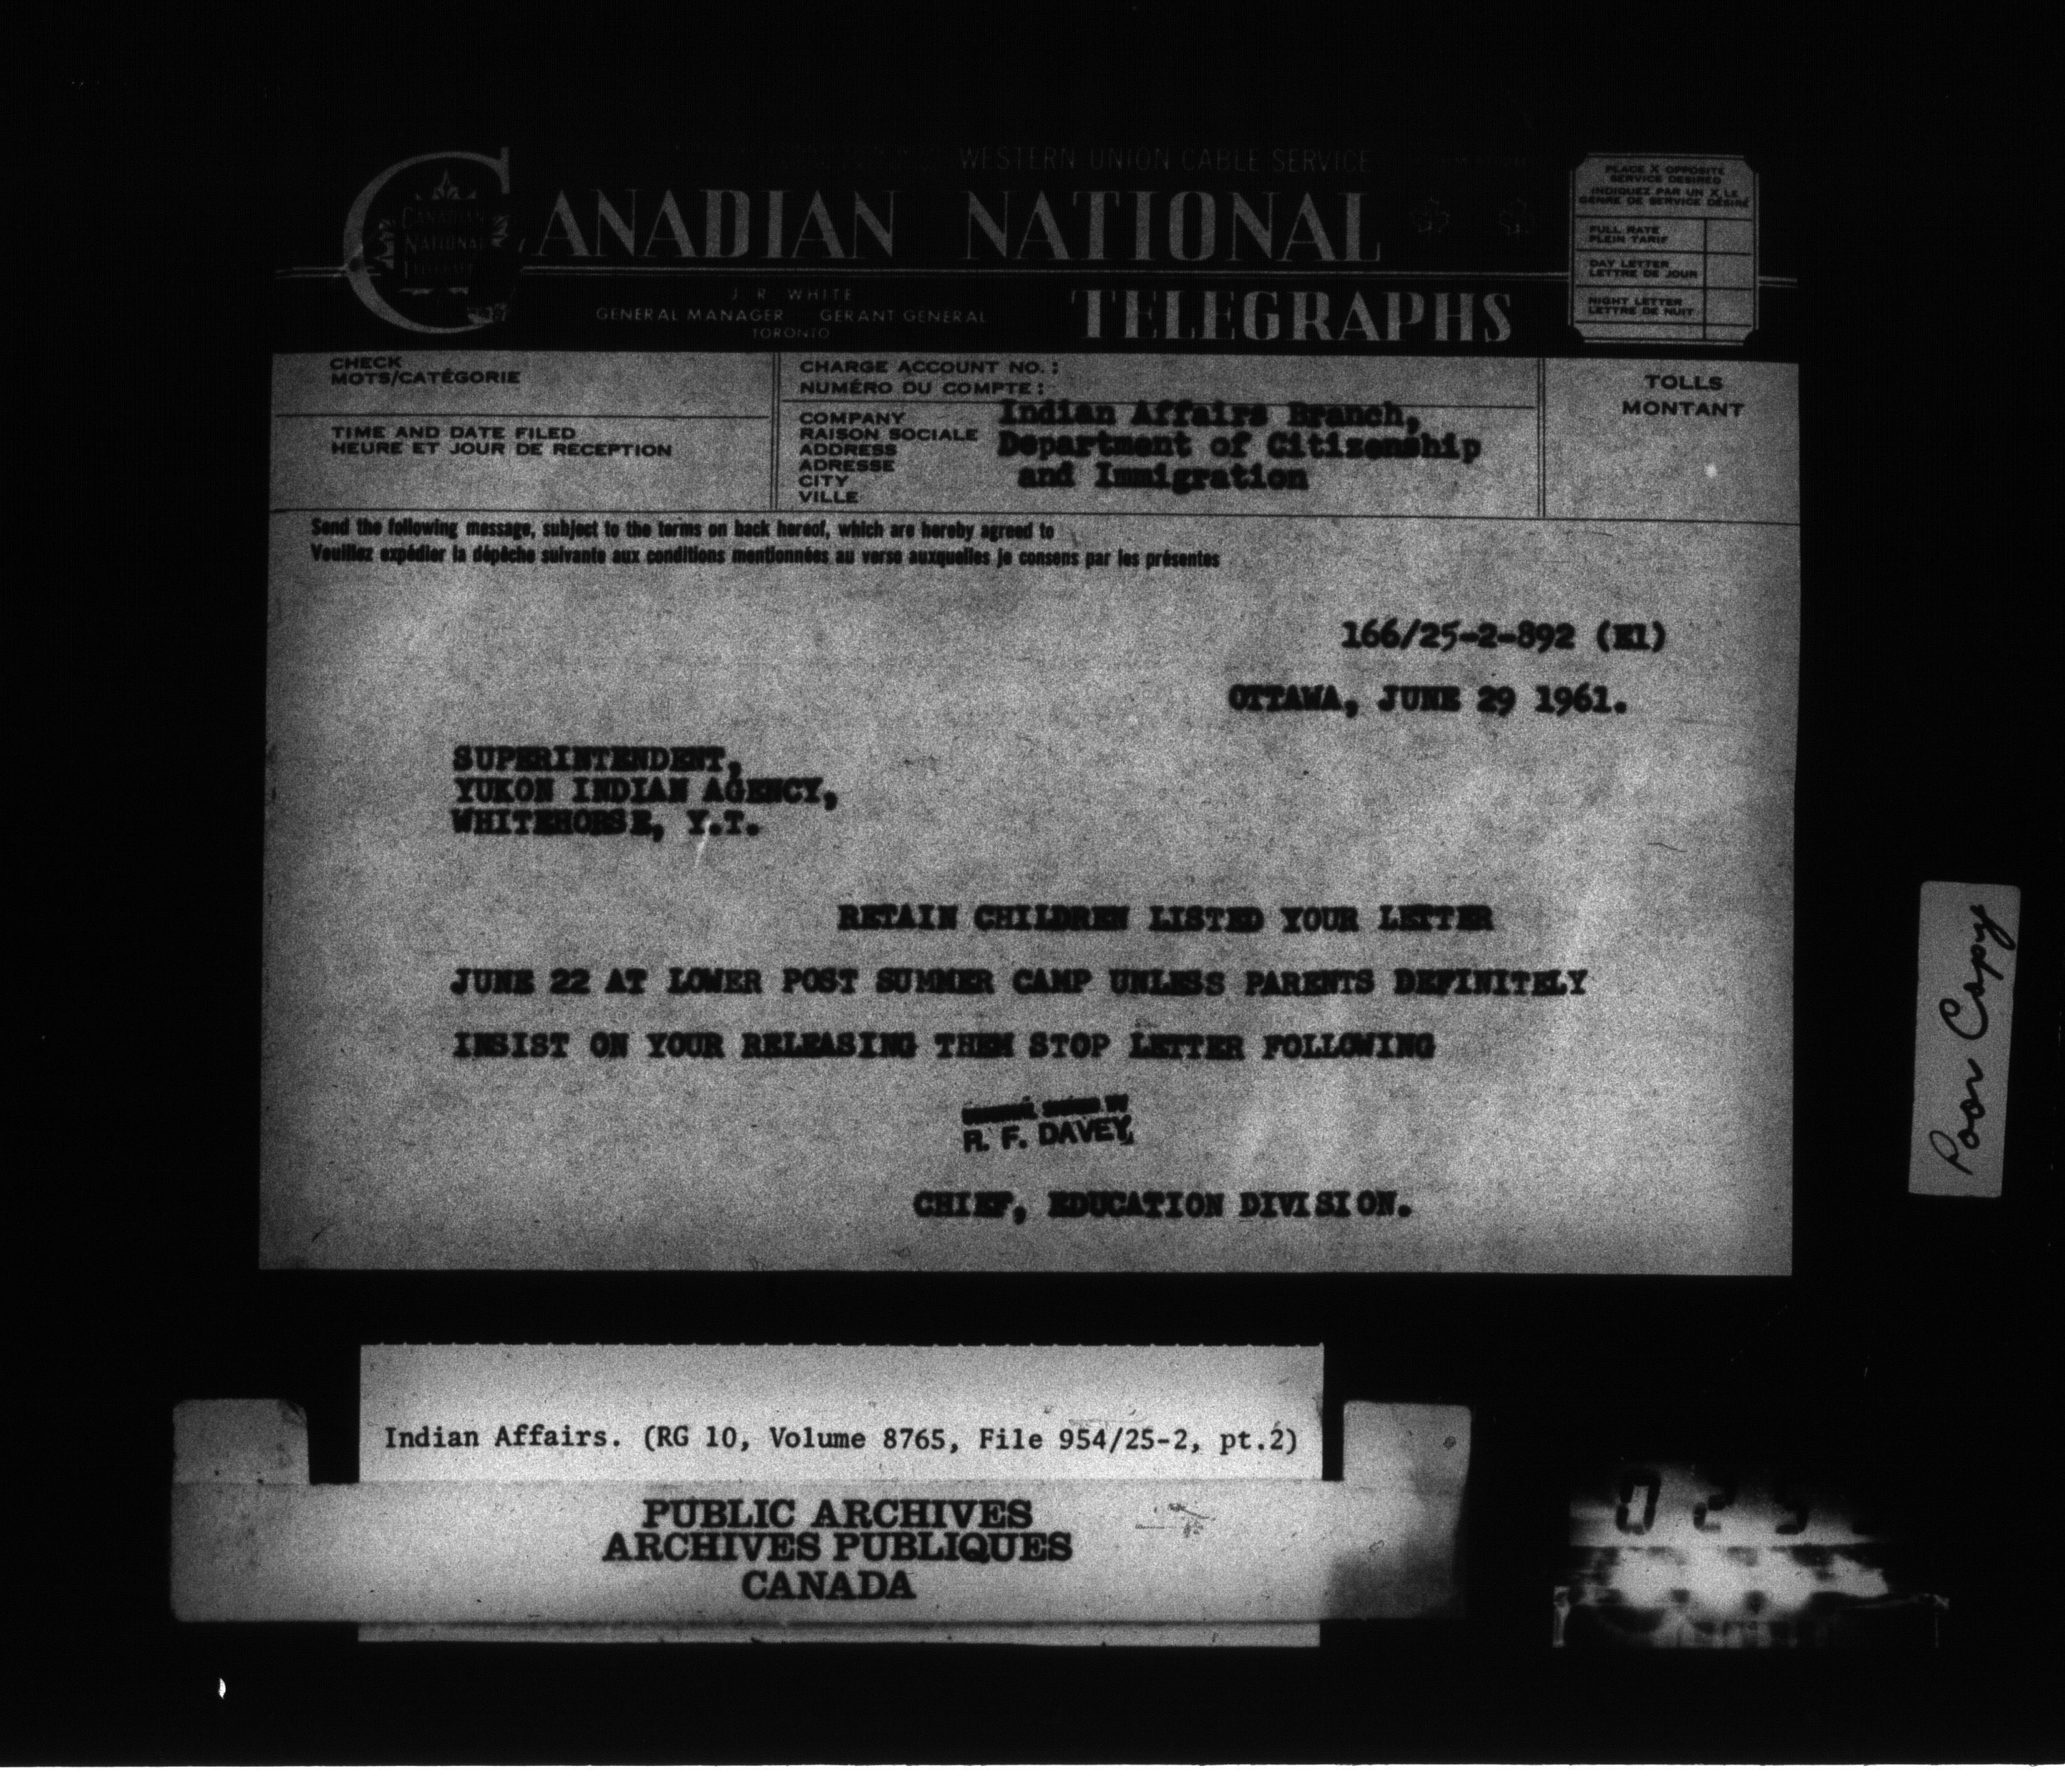 WESTERN UNION CABLE SERVICE
CANADIAN NATIONAL
TELEGRAPHS
CANADIAN
NATIONAL
TELEGRAPHS
J. R. WHITE
GENERAL MANAGER GERANT GENERAL
TORONTO
PLACE X OPPOSITE
SERVICE DESIRED
INDIQUEZ PAR UN X LE
GENRE DE SERVICE DÉSIRÉ
FULL RATE
PLEIN TARIF
DAY LETTER
LETTRE DE JOUR
NIGHT LETTER
LETTRE DE NUIT
CHECK
MOTS/CATÉGORIE
TIME AND DATE FILED
HEURE ET JOUR DE RECEPTION
CHARGE ACCOUNT NO. :
NUMÉRO DU COMPTE :
COMPANY
RAISON SOCIALE
ADDRESS
ADRESSE
CITY
VILLE
Indian Affairs Branch,
Department of Citizenship
and Immigration
TOLLS
MONTANT
Send the following message, subject to the terms on back hereof, which are hereby agreed to
Veuillez expédier la dépêche suivante aux conditions mentionnées au verso auxquelles je consens par les présentes
166/25-2-892 (E1)
OTTAWA, JUNE 29 1961.
SUPERINTENDENT,
YUKON INDIAN AGENCY,
WHITEHORSE, Y.T.
RETAIN CHILDREN LISTED YOUR LETTER
JUNE 22 AT LOWER POST SUMMER CAMP UNLESS PARENTS DEFINITELY
INSIST ON YOUR RELEASING THEM STOP LETTER FOLLOWING
R. F. DAVEY,
CHIEF, EDUCATION DIVISION.
Poor Copy
Indian Affairs. (RG 10, Volume 8765, File 954/25-2, pt.2)
PUBLIC ARCHIVES
ARCHIVES PUBLIQUES
CANADA